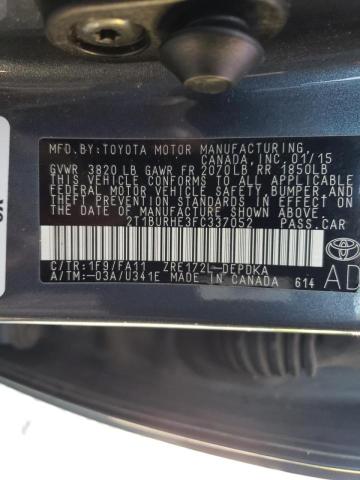 MFD.BY:TOYOTA MOTOR MANUFACTURING,
CANADA, INC. 01/15
GVWR 3820 LB GAWR FR 2070LB RR 1850LB
THIS VEHICLE CONFORMS TO ALL APPLICABLE
FEDERAL MOTOR VEHICLE SAFETY, BUMPER AND
THEFT PREVENTION STANDARDS IN EFFECT ON
THE DATE OF MANUFACTURE SHOWN ABOVE.
2T1BURHE3FC337052 PASS.CAR
C/TR:1F9/FA11 ZRE172L-DEPDKA
A/TM:-03A/U341E MADE IN CANADA 614
AD